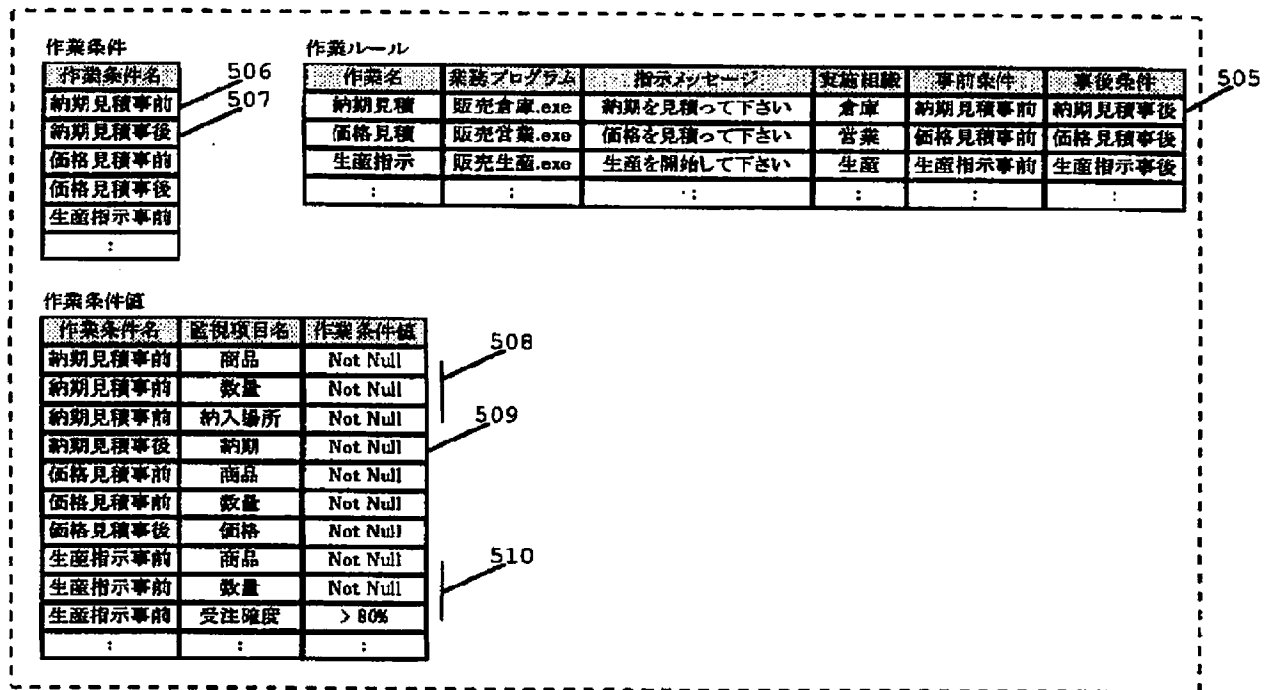 作業条件
作業条件名
納期見積事前
納期見積事後
価格見積事前
価格見積事後
生産指示事前
:
506
507
作業ルール
作業名 業務プログラム 指示メッセージ 実施組織 事前条件 事後条件
納期見積 販売倉庫.exe 納期を見積って下さい 倉庫 納期見積事前 納期見積事後
価格見積 販売営業.exe 価格を見積って下さい 営業 価格見積事前 価格見積事後
生産指示 販売生産.exe 生産を開始して下さい 生産 生産指示事前 生産指示事後
: : : : : :
505
作業条件値
作業条件名 監視項目名 作業条件値
納期見積事前 商品 Not Null
納期見積事前 数量 Not Null
納期見積事前 納入場所 Not Null
納期見積事後 納期 Not Null
価格見積事前 商品 Not Null
価格見積事前 数量 Not Null
価格見積事後 価格 Not Null
生産指示事前 商品 Not Null
生産指示事前 数量 Not Null
生産指示事前 受注確度 > 80%
: : :
508
509
510